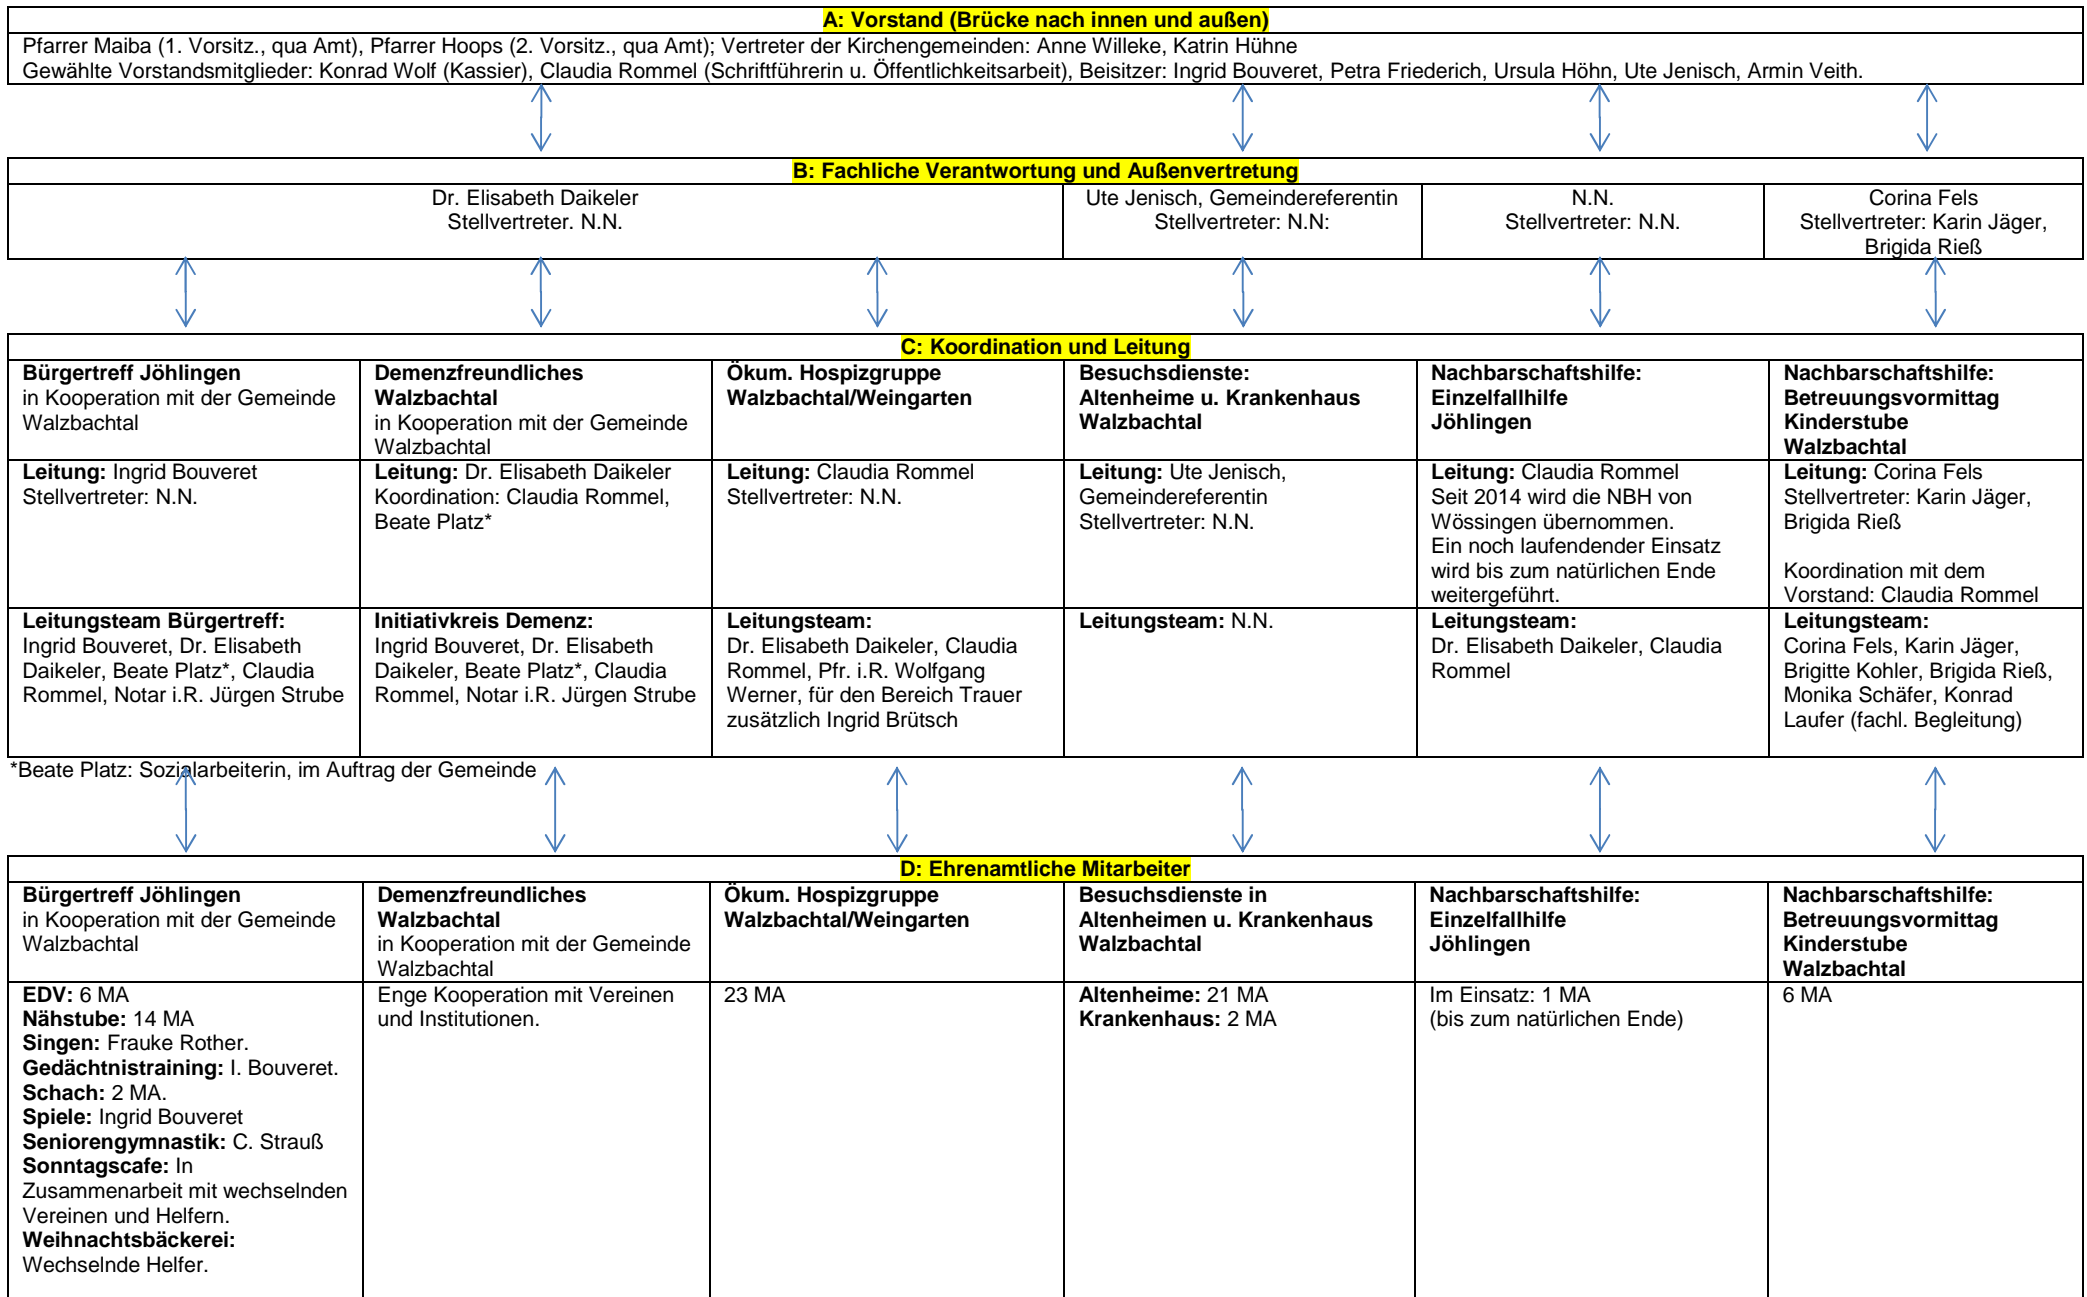 A: Vorstand (Brücke nach innen und außen)
Pfarrer Maiba (1. Vorsitz., qua Amt), Pfarrer Hoops (2. Vorsitz., qua Amt); Vertreter der Kirchengemeinden: Anne Willeke, Katrin Hühne
Gewählte Vorstandsmitglieder: Konrad Wolf (Kassier), Claudia Rommel (Schriftführerin u. Öffentlichkeitsarbeit), Beisitzer: Ingrid Bouveret, Petra Friederich, Ursula Höhn, Ute Jenisch, Armin Veith.
B: Fachliche Verantwortung und Außenvertretung
Dr. Elisabeth Daikeler
Stellvertreter. N.N.
Ute Jenisch, Gemeindereferentin
Stellvertreter: N.N:
N.N.
Stellvertreter: N.N.
Corina Fels
Stellvertreter: Karin Jäger,
Brigida Rieß
C: Koordination und Leitung
Bürgertreff Jöhlingen
in Kooperation mit der Gemeinde
Walzbachtal
Demenzfreundliches
Walzbachtal
in Kooperation mit der Gemeinde
Walzbachtal
Ökum. Hospizgruppe
Walzbachtal/Weingarten
Besuchsdienste:
Altenheime u. Krankenhaus
Walzbachtal
Nachbarschaftshilfe:
Einzelfallhilfe
Jöhlingen
Nachbarschaftshilfe:
Betreuungsvormittag
Kinderstube
Walzbachtal
Leitung: Ingrid Bouveret
Stellvertreter: N.N.
Leitung: Dr. Elisabeth Daikeler
Koordination: Claudia Rommel,
Beate Platz*
Leitung: Claudia Rommel
Stellvertreter: N.N.
Leitung: Ute Jenisch,
Gemeindereferentin
Stellvertreter: N.N.
Leitung: Claudia Rommel
Seit 2014 wird die NBH von
Wössingen übernommen.
Ein noch laufendender Einsatz
wird bis zum natürlichen Ende
weitergeführt.
Leitung: Corina Fels
Stellvertreter: Karin Jäger,
Brigida Rieß
Koordination mit dem
Vorstand: Claudia Rommel
Leitungsteam Bürgertreff:
Ingrid Bouveret, Dr. Elisabeth
Daikeler, Beate Platz*, Claudia
Rommel, Notar i.R. Jürgen Strube
Initiativkreis Demenz:
Ingrid Bouveret, Dr. Elisabeth
Daikeler, Beate Platz*, Claudia
Rommel, Notar i.R. Jürgen Strube
Leitungsteam:
Dr. Elisabeth Daikeler, Claudia
Rommel, Pfr. i.R. Wolfgang
Werner, für den Bereich Trauer
zusätzlich Ingrid Brütsch
Leitungsteam: N.N.
Leitungsteam:
Dr. Elisabeth Daikeler, Claudia
Rommel
Leitungsteam:
Corina Fels, Karin Jäger,
Brigitte Kohler, Brigida Rieß,
Monika Schäfer, Konrad
Laufer (fachl. Begleitung)
*Beate Platz: Sozialarbeiterin, im Auftrag der Gemeinde
D: Ehrenamtliche Mitarbeiter
Bürgertreff Jöhlingen
in Kooperation mit der Gemeinde
Walzbachtal
Demenzfreundliches
Walzbachtal
in Kooperation mit der Gemeinde
Walzbachtal
Ökum. Hospizgruppe
Walzbachtal/Weingarten
Besuchsdienste in
Altenheimen u. Krankenhaus
Walzbachtal
Nachbarschaftshilfe:
Einzelfallhilfe
Jöhlingen
Nachbarschaftshilfe:
Betreuungsvormittag
Kinderstube
Walzbachtal
EDV: 6 MA
Nähstube: 14 MA
Singen: Frauke Rother.
Gedächtnistraining: I. Bouveret.
Schach: 2 MA.
Spiele: Ingrid Bouveret
Seniorengymnastik: C. Strauß
Sonntagscafe: In
Zusammenarbeit mit wechselnden
Vereinen und Helfern.
Weihnachtsbäckerei:
Wechselnde Helfer.
Enge Kooperation mit Vereinen
und Institutionen.
23 MA
Altenheime: 21 MA
Krankenhaus: 2 MA
Im Einsatz: 1 MA
(bis zum natürlichen Ende)
6 MA